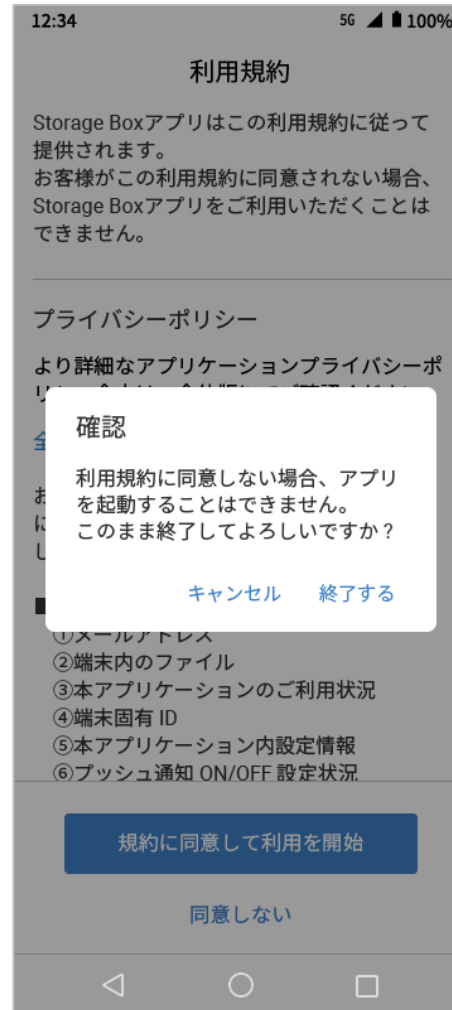 12:34 5G 100%
利用規約
Storage Boxアプリはこの利用規約に従って
提供されます。
お客様がこの利用規約に同意されない場合、
Storage Boxアプリをご利用いただくことは
できません。
プライバシーポリシー
より詳細なアプリケーションプライバシーポ
確認
利用規約に同意しない場合、アプリ
を起動することはできません。
このまま終了してよろしいですか？
キャンセル 終了する
①メールアドレス
②端末内のファイル
③本アプリケーションのご利用状況
④端末固有 ID
⑤本アプリケーション内設定情報
⑥プッシュ通知 ON/OFF 設定状況
規約に同意して利用を開始
同意しない